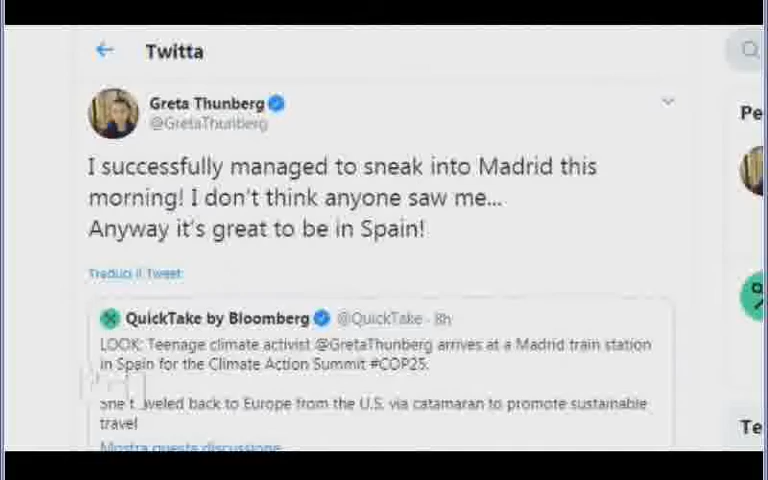 Twitta
Greta Thunberg
@GretaThunberg
I successfully managed to sneak into Madrid this
morning! I don't think anyone saw me...
Anyway it's great to be in Spain!
Traduci il Tweet
QuickTake by Bloomberg @QuickTake · 8h
LOOK: Teenage climate activist @GretaThunberg arrives at a Madrid train station
in Spain for the Climate Action Summit #COP25.
back to Europe from the U.S. via catamaran to promote sustainable
travel
Mostra questa discussione
Pe
Te